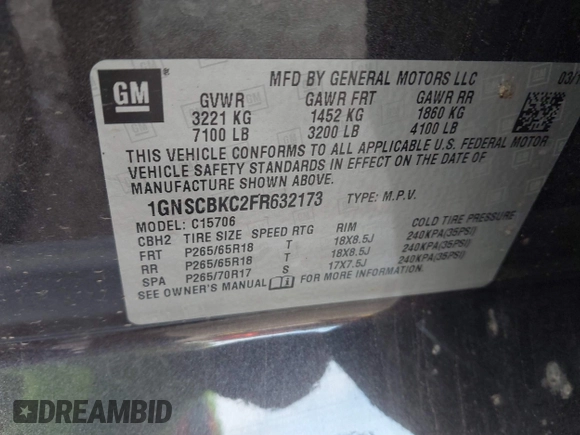 GM
MFD BY GENERAL MOTORS LLC
03/
GVWR GAWR FRT GAWR RR
3221 KG 1452 KG 1860 KG
7100 LB 3200 LB 4100 LB
THIS VEHICLE CONFORMS TO ALL APPLICABLE U.S. FEDERAL MOTOR
VEHICLE SAFETY STANDARDS IN EFFECT ON THE DATE OF
MANUFACTURE SHOWN ABOVE.
1GNSCBKC2FR632173 TYPE: M.P.V.
MODEL: C15706
CBH2 TIRE SIZE SPEED RTG RIM COLD TIRE PRESSURE
FRT P265/65R18 T 18X8.5J 240KPA(35PSI)
RR P265/65R18 T 18X8.5J 240KPA(35PSI)
SPA P265/70R17 S 17X7.5J 240KPA(35PSI)
SEE OWNER'S MANUAL FOR MORE INFORMATION.
DREAMBID